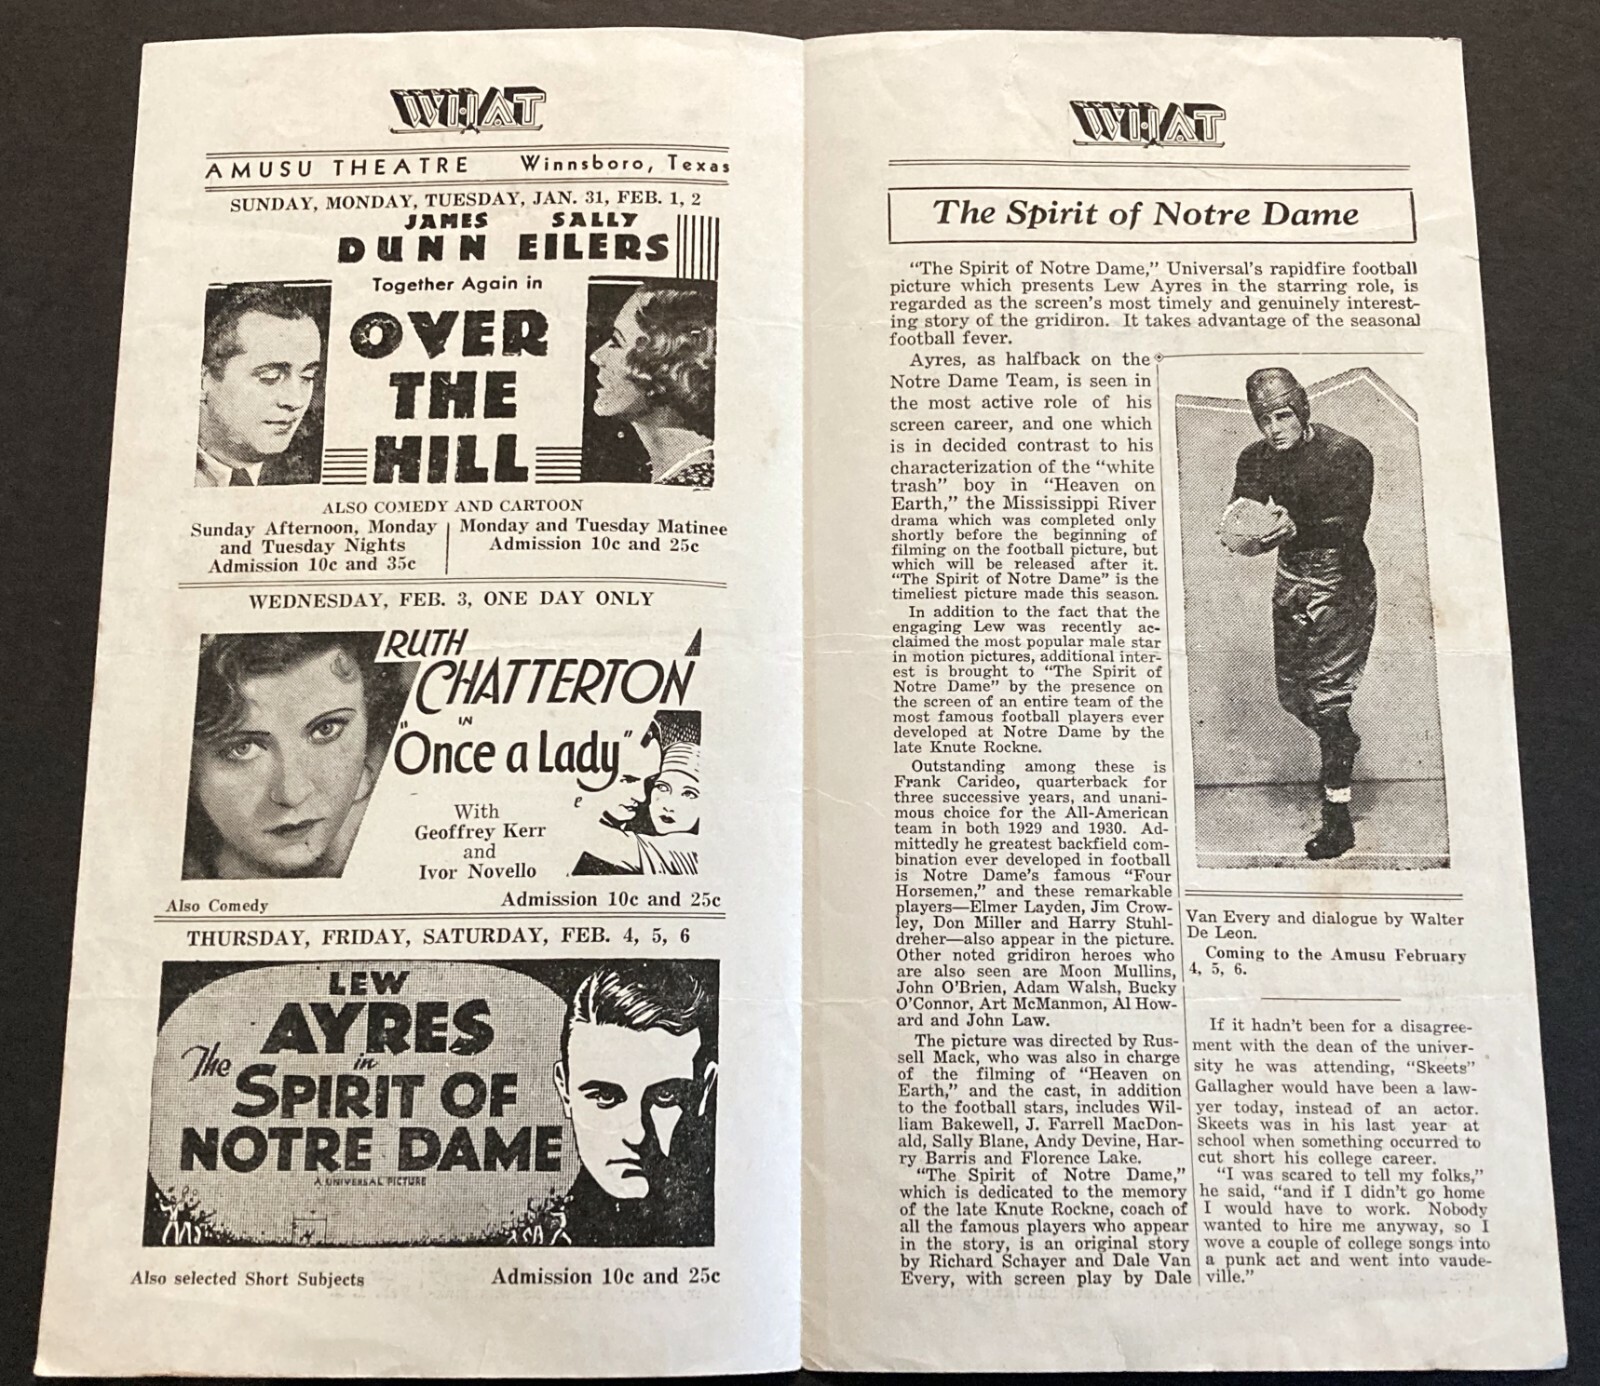 WHAT
AMUSU THEATRE Winnsboro, Texas
SUNDAY, MONDAY, TUESDAY, JAN. 31, FEB. 1, 2
JAMES SALLY
DUNN EILERS
Together Again in
OVER
THE
HILL
ALSO COMEDY AND CARTOON
Sunday Afternoon, Monday
and Tuesday Nights
Admission 10c and 35c
Monday and Tuesday Matinee
Admission 10c and 25c
WEDNESDAY, FEB. 3, ONE DAY ONLY
RUTH
CHATTERTON
IN
"Once a Lady"
With
Geoffrey Kerr
and
Ivor Novello
Also Comedy Admission 10c and 25c
THURSDAY, FRIDAY, SATURDAY, FEB. 4, 5, 6
LEW
AYRES
in
The
SPIRIT OF
NOTRE DAME
A UNIVERSAL PICTURE
Also selected Short Subjects Admission 10c and 25c
WHAT
The Spirit of Notre Dame
"The Spirit of Notre Dame," Universal's rapidfire football
picture which presents Lew Ayres in the starring role, is
regarded as the screen's most timely and genuinely interest-
ing story of the gridiron. It takes advantage of the seasonal
football fever.
Ayres, as halfback on the
Notre Dame Team, is seen in
the most active role of his
screen career, and one which
is in decided contrast to his
characterization of the "white
trash" boy in "Heaven on
Earth," the Mississippi River
drama which was completed only
shortly before the beginning of
filming on the football picture, but
which will be released after it.
"The Spirit of Notre Dame" is the
timeliest picture made this season.
In addition to the fact that the
engaging Lew was recently ac-
claimed the most popular male star
in motion pictures, additional inter-
est is brought to "The Spirit of
Notre Dame" by the presence on
the screen of an entire team of the
most famous football players ever
developed at Notre Dame by the
late Knute Rockne.
Outstanding among these is
Frank Carideo, quarterback for
three successive years, and unani-
mous choice for the All-American
team in both 1929 and 1930. Ad-
mittedly he greatest backfield com-
bination ever developed in football
is Notre Dame's famous "Four
Horsemen," and these remarkable
players—Elmer Layden, Jim Crow-
ley, Don Miller and Harry Stuhl-
dreher—also appear in the picture.
Other noted gridiron heroes who
are also seen are Moon Mullins,
John O'Brien, Adam Walsh, Bucky
O'Connor, Art McManmon, Al How-
ard and John Law.
The picture was directed by Rus-
sell Mack, who was also in charge
of the filming of "Heaven on
Earth," and the cast, in addition
to the football stars, includes Wil-
liam Bakewell, J. Farrell MacDon-
ald, Sally Blane, Andy Devine, Har-
ry Barris and Florence Lake.
"The Spirit of Notre Dame,"
which is dedicated to the memory
of the late Knute Rockne, coach of
all the famous players who appear
in the story, is an original story
by Richard Schayer and Dale Van
Every, with screen play by Dale
Van Every and dialogue by Walter
De Leon.
Coming to the Amusu February
4, 5, 6.
If it hadn't been for a disagree-
ment with the dean of the univer-
sity he was attending, "Skeets"
Gallagher would have been a law-
yer today, instead of an actor.
Skeets was in his last year at
school when something occurred to
cut short his college career.
"I was scared to tell my folks,"
he said, "and if I didn't go home
I would have to work. Nobody
wanted to hire me anyway, so I
wove a couple of college songs into
a punk act and went into vaude-
ville."